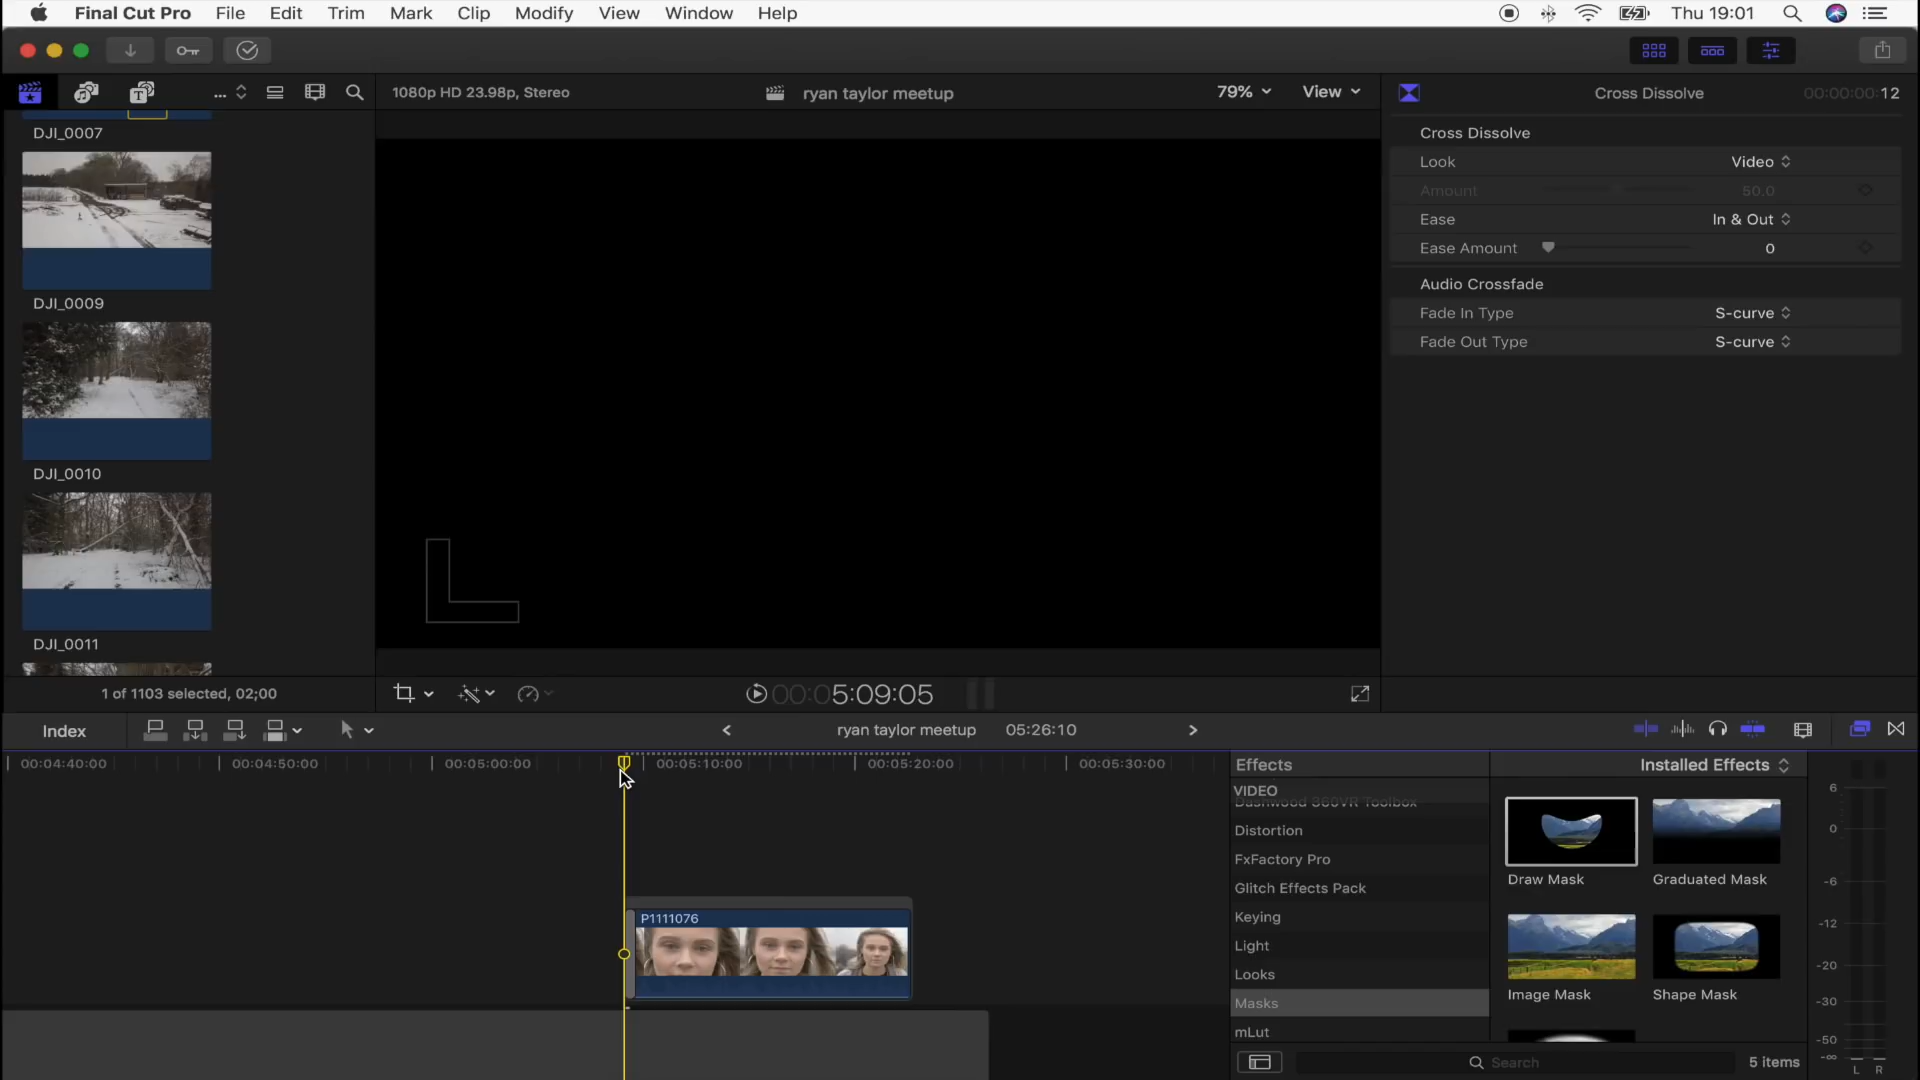 Final Cut Pro File Edit Trim Mark Clip Modify View Window Help Thu 19:01
... 1080p HD 23.98p, Stereo ryan taylor meetup 79% View Cross Dissolve 00:00:00:12
DJI_0007
DJI_0009
DJI_0010
DJI_0011
1 of 1103 selected, 02;00
00:05:09:05
Cross Dissolve
Look Video
Amount 50.0
Ease In & Out
Ease Amount 0
Audio Crossfade
Fade In Type S-curve
Fade Out Type S-curve
Index ryan taylor meetup 05:26:10
00:04:40:00 00:04:50:00 00:05:00:00 00:05:10:00 00:05:20:00 00:05:30:00
P1111076
Effects Installed Effects
VIDEO
Dashwood 360VR Toolbox
Distortion
FxFactory Pro
Glitch Effects Pack
Keying
Light
Looks
Masks
mLut
Draw Mask Graduated Mask
Image Mask Shape Mask
Search 5 items
6
0
-6
-12
-20
-30
-50
-∞
L R